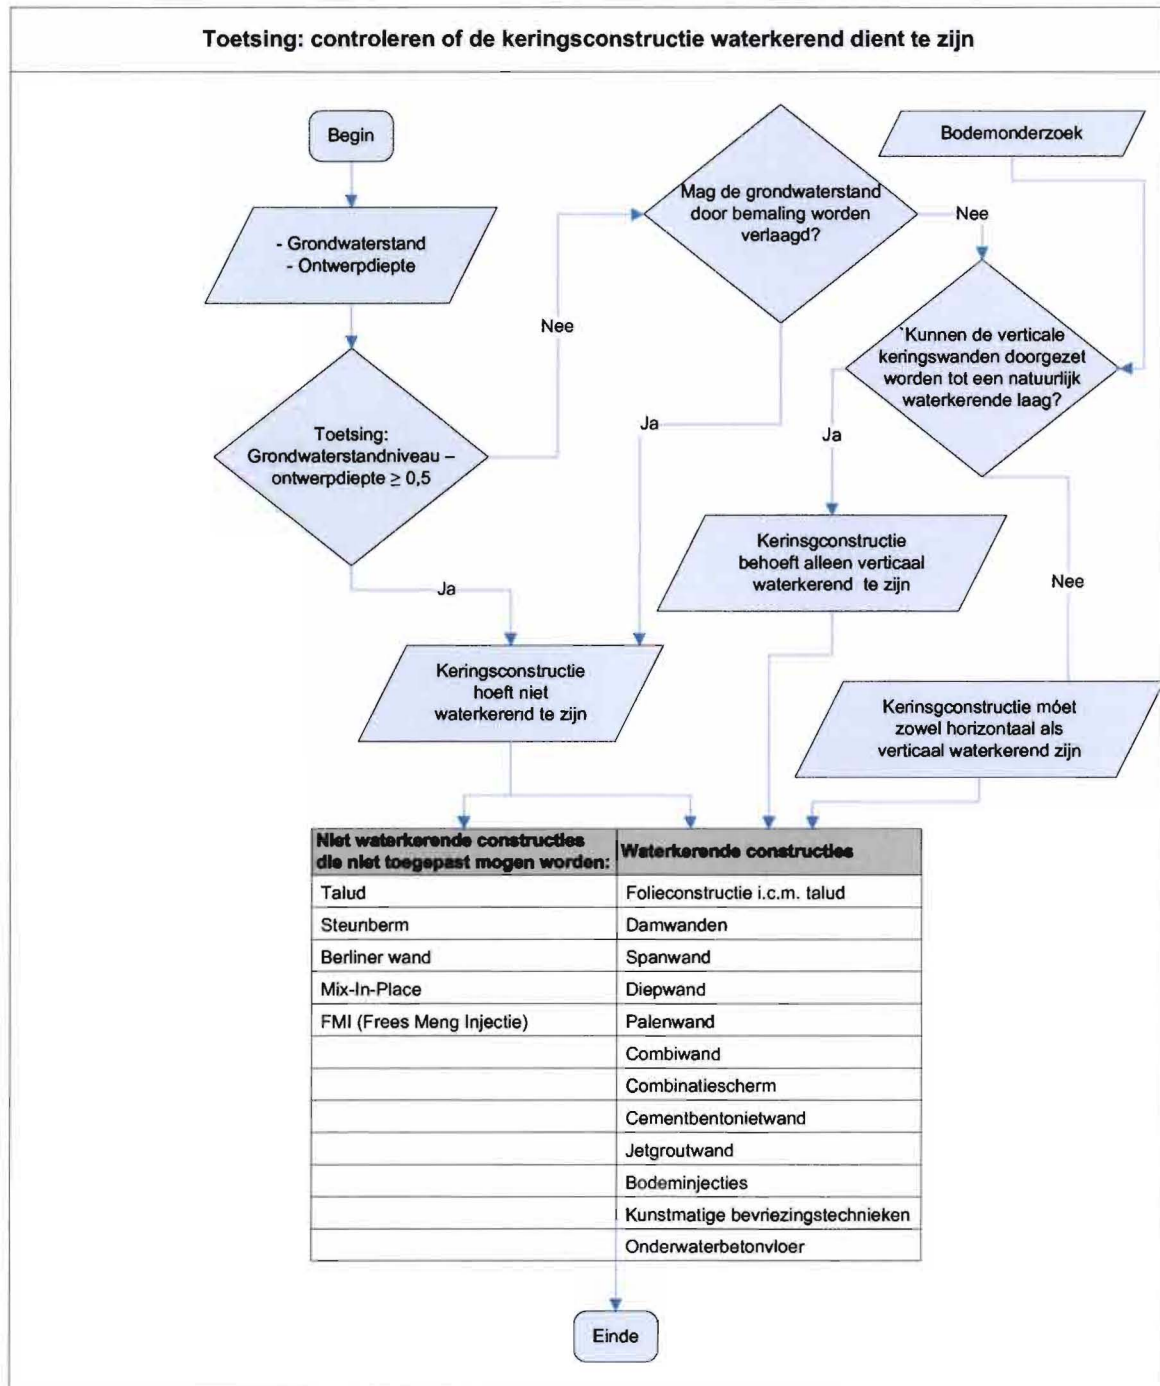 Toetsing: controleren of de keringsconstructie waterkerend dient te zijn
Begin
- Grondwaterstand
- Ontwerpdiepte
Toetsing:
Grondwaterstandniveau –
ontwerpdiepte ≥ 0,5
Nee
Ja
Mag de grondwaterstand
door bemaling worden
verlaagd?
Nee
Ja
Bodemonderzoek
Kunnen de verticale
keringswanden doorgezet
worden tot een natuurlijk
waterkerende laag?
Ja
Nee
Kerinsgconstructie
behoeft alleen verticaal
waterkerend te zijn
Keringsconstructie
hoeft niet
waterkerend te zijn
Kerinsgconstructie móet
zowel horizontaal als
verticaal waterkerend zijn
Niet waterkerende constructies
die niet toegepast mogen worden:
Waterkerende constructies
Talud
Folieconstructie i.c.m. talud
Steunberm
Damwanden
Berliner wand
Spanwand
Mix-In-Place
Diepwand
FMI (Frees Meng Injectie)
Palenwand
Combiwand
Combinatiescherm
Cementbentonietwand
Jetgroutwand
Bodeminjecties
Kunstmatige bevriezingstechnieken
Onderwaterbetonvloer
Einde